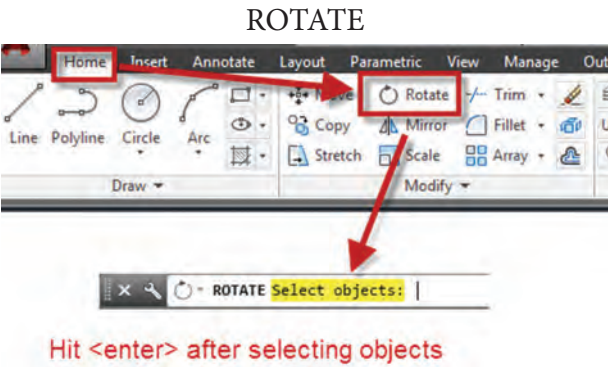 ROTATE
Home Insert Annotate Layout Parametric View Manage Out
Rotate Trim
Line Polyline Circle Arc Copy Mirror Fillet
Stretch Scale Array
Draw Modify
ROTATE Select objects:
Hit <enter> after selecting objects